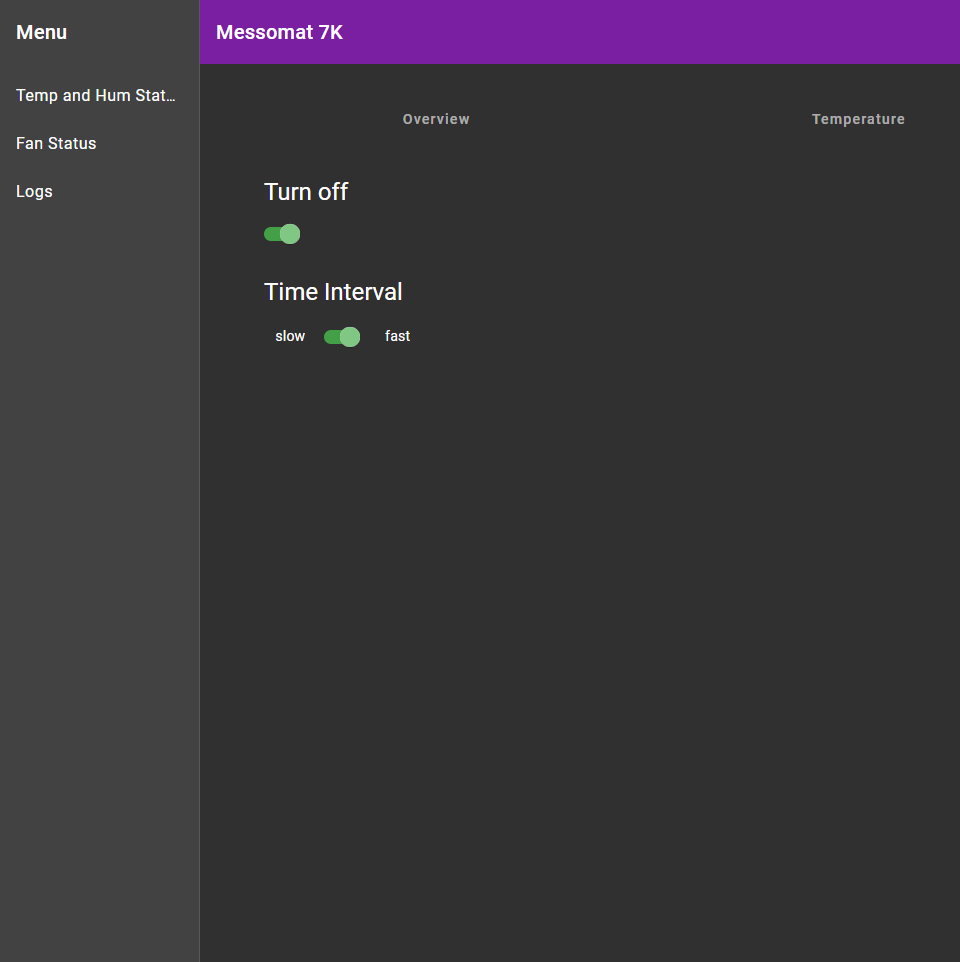 Menu
Messomat 7K
Temp and Hum Stat…
Fan Status
Logs
Overview
Temperature
Turn off
Time Interval
slow
fast